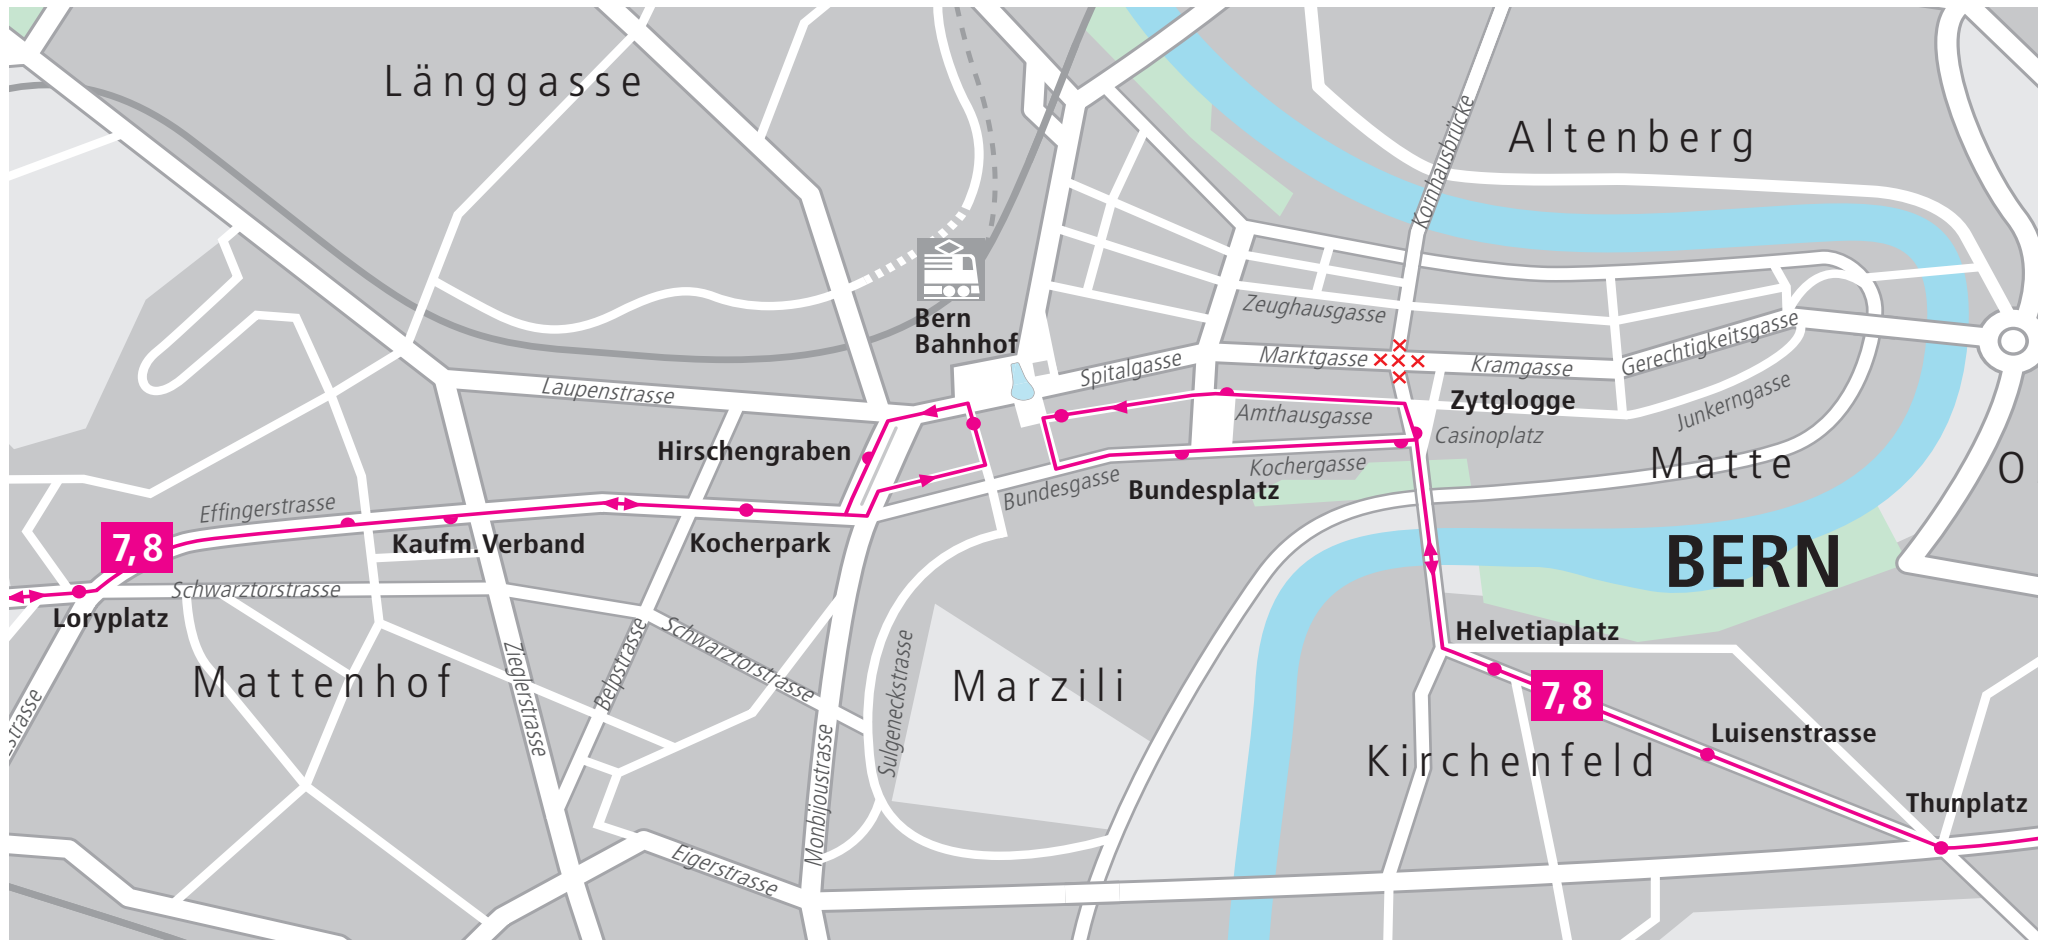 Länggasse
Altenberg
Kornhausbrücke
Bern
Bahnhof
Zeughausgasse
Marktgasse
Kramgasse
Gerechtigkeitsgasse
Spitalgasse
Laupenstrasse
Amthausgasse
Zytglogge
Junkerngasse
Casinoplatz
Hirschengraben
Kochergasse
Matte
O
Bundesgasse
Bundesplatz
Effingerstrasse
7, 8
Kaufm. Verband
Kocherpark
BERN
Schwarztorstrasse
Loryplatz
Helvetiaplatz
Schwarztorstrasse
Belpstrasse
Zieglerstrasse
Mattenhof
Marzili
Sulgeneckstrasse
7, 8
strasse
Luisenstrasse
Kirchenfeld
Monbijoustrasse
Thunplatz
Eigerstrasse